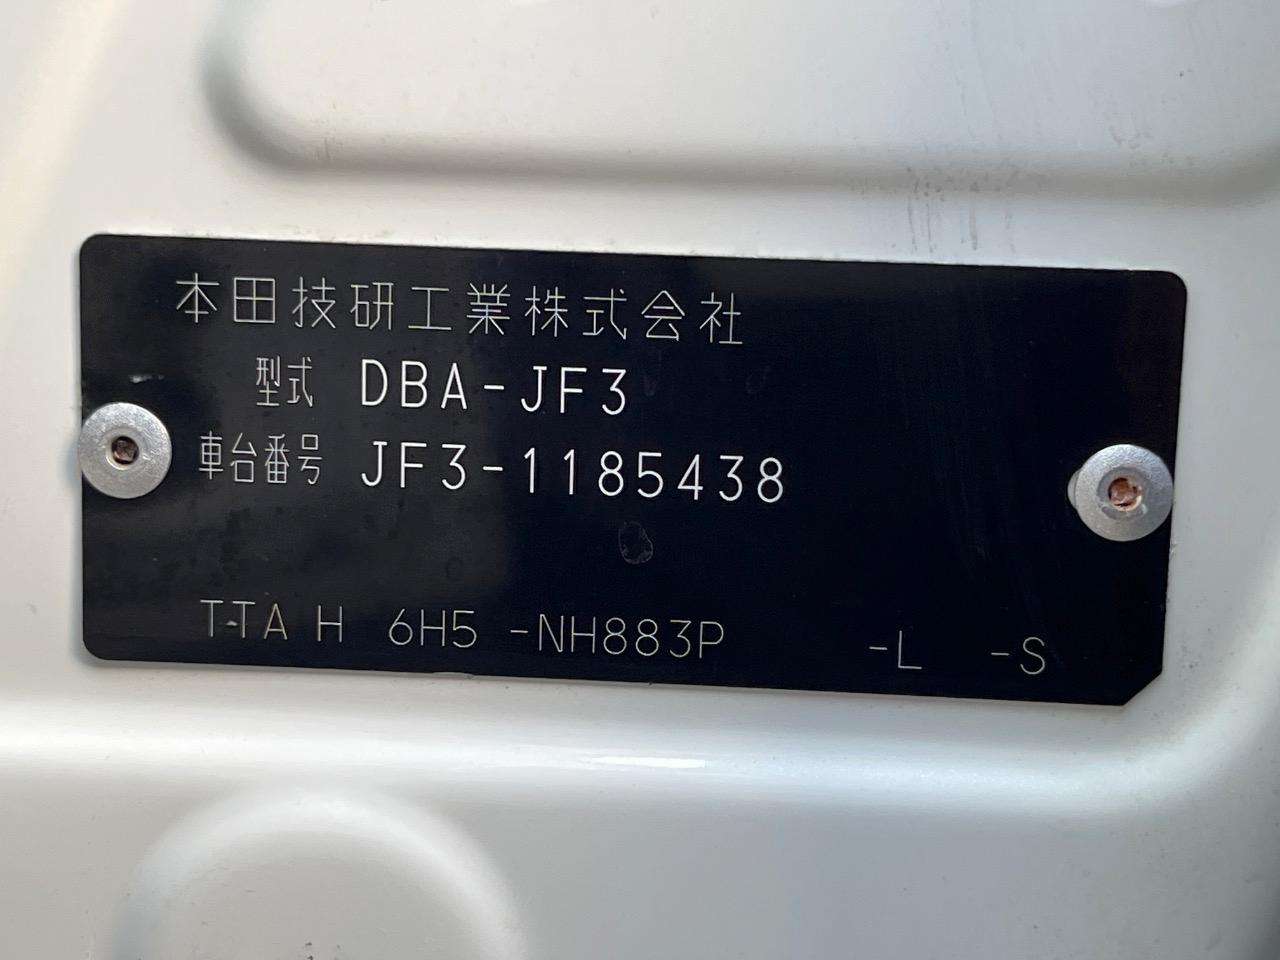 本田技研工業株式会社
型式 DBA-JF3
車台番号 JF3-1185438
TTA H 6H5 -NH883P -L -S